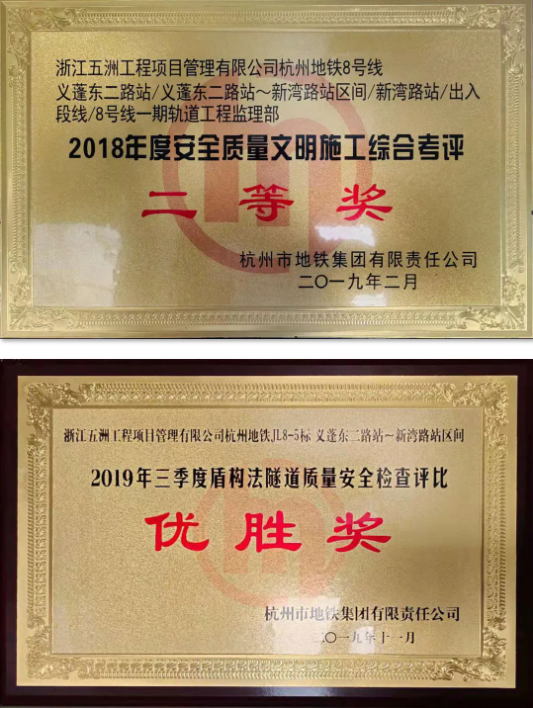 浙江五洲工程项目管理有限公司杭州地铁8号线
义蓬东二路站/义蓬东二路站～新湾路站区间/新湾路站/出入
段线/8号线一期轨道工程监理部
2018年度安全质量文明施工综合考评
二等奖
杭州市地铁集团有限责任公司
二〇一九年二月
浙江五洲工程项目管理有限公司杭州地铁JL8-5标 义蓬东二路站～新湾路站区间
2019年三季度盾构法隧道质量安全检查评比
优胜奖
杭州市地铁集团有限责任公司
二〇一九年十一月